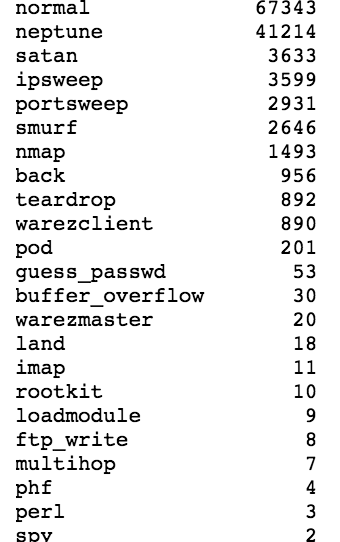 normal 67343
neptune 41214
satan 3633
ipsweep 3599
portsweep 2931
smurf 2646
nmap 1493
back 956
teardrop 892
warezclient 890
pod 201
guess_passwd 53
buffer_overflow 30
warezmaster 20
land 18
imap 11
rootkit 10
loadmodule 9
ftp_write 8
multihop 7
phf 4
perl 3
spy 2